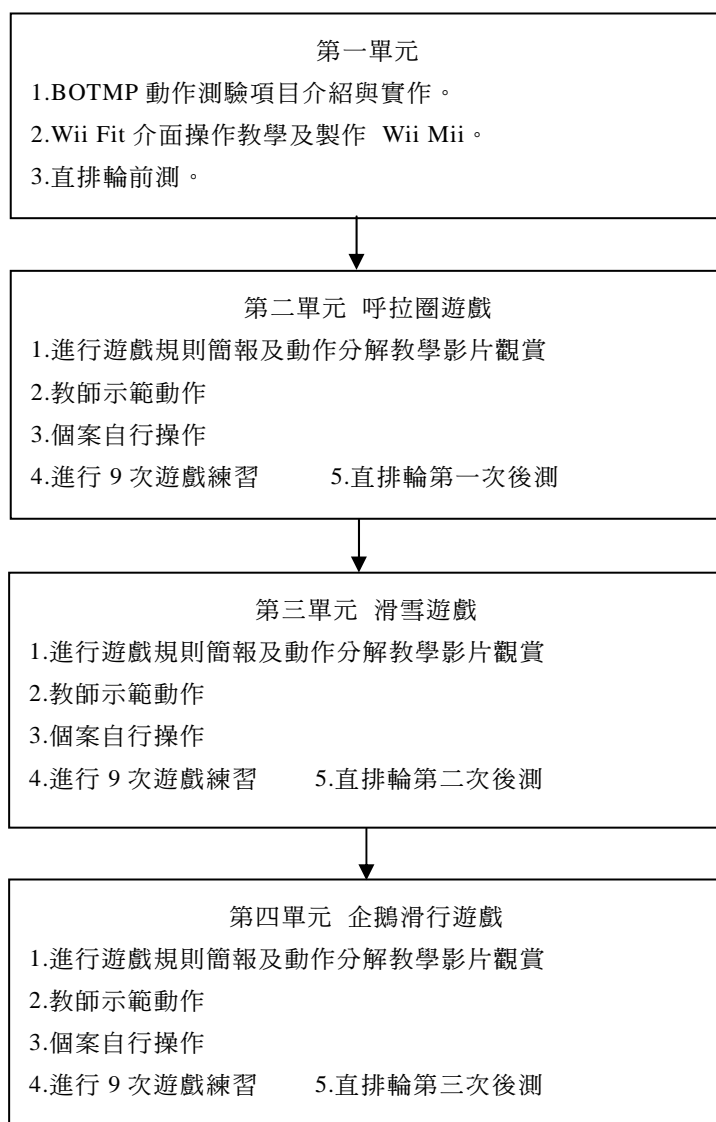 第一單元
1.BOTMP 動作測驗項目介紹與實作。
2.Wii Fit 介面操作教學及製作 Wii Mii。
3.直排輪前測。
第二單元 呼拉圈遊戲
1.進行遊戲規則簡報及動作分解教學影片觀賞
2.教師示範動作
3.個案自行操作
4.進行 9 次遊戲練習 5.直排輪第一次後測
第三單元 滑雪遊戲
1.進行遊戲規則簡報及動作分解教學影片觀賞
2.教師示範動作
3.個案自行操作
4.進行 9 次遊戲練習 5.直排輪第二次後測
第四單元 企鵝滑行遊戲
1.進行遊戲規則簡報及動作分解教學影片觀賞
2.教師示範動作
3.個案自行操作
4.進行 9 次遊戲練習 5.直排輪第三次後測